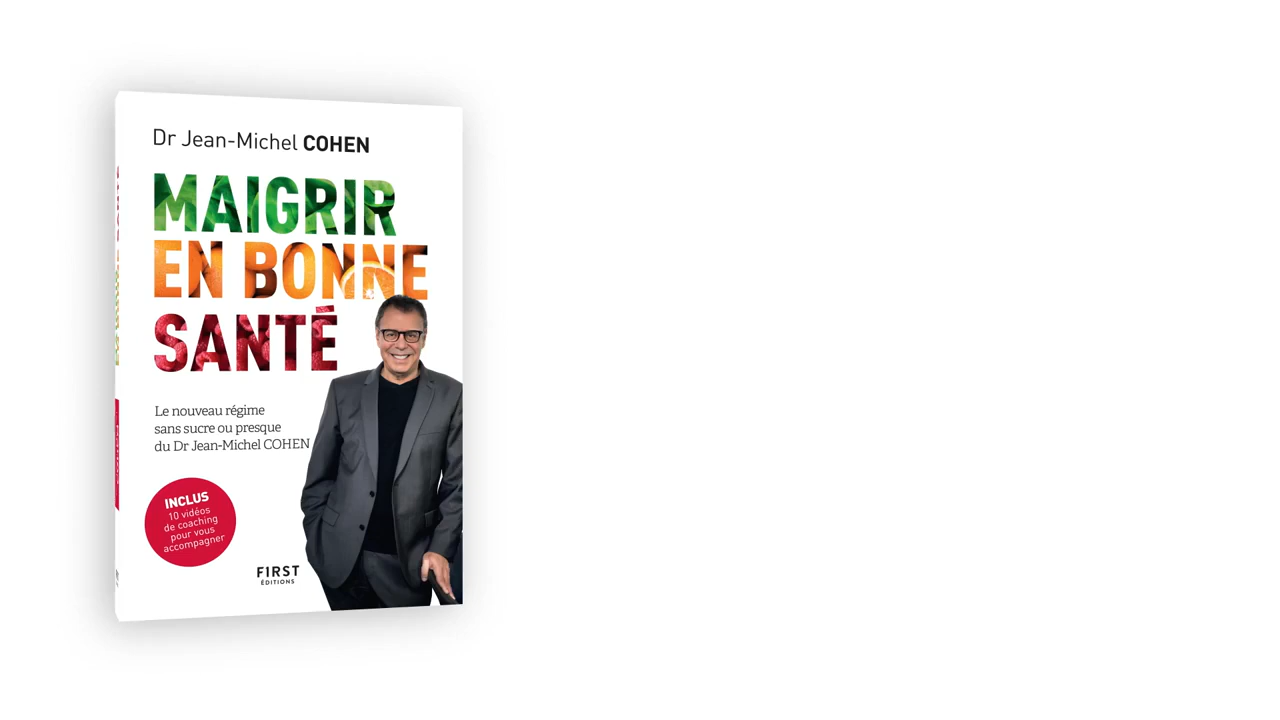 Dr Jean-Michel COHEN
MAIGRIR
EN BONNE
SANTÉ
Le nouveau régime
sans sucre ou presque
du Dr Jean-Michel COHEN
INCLUS
10 vidéos
de coaching
pour vous
accompagner
FIRST
ÉDITIONS